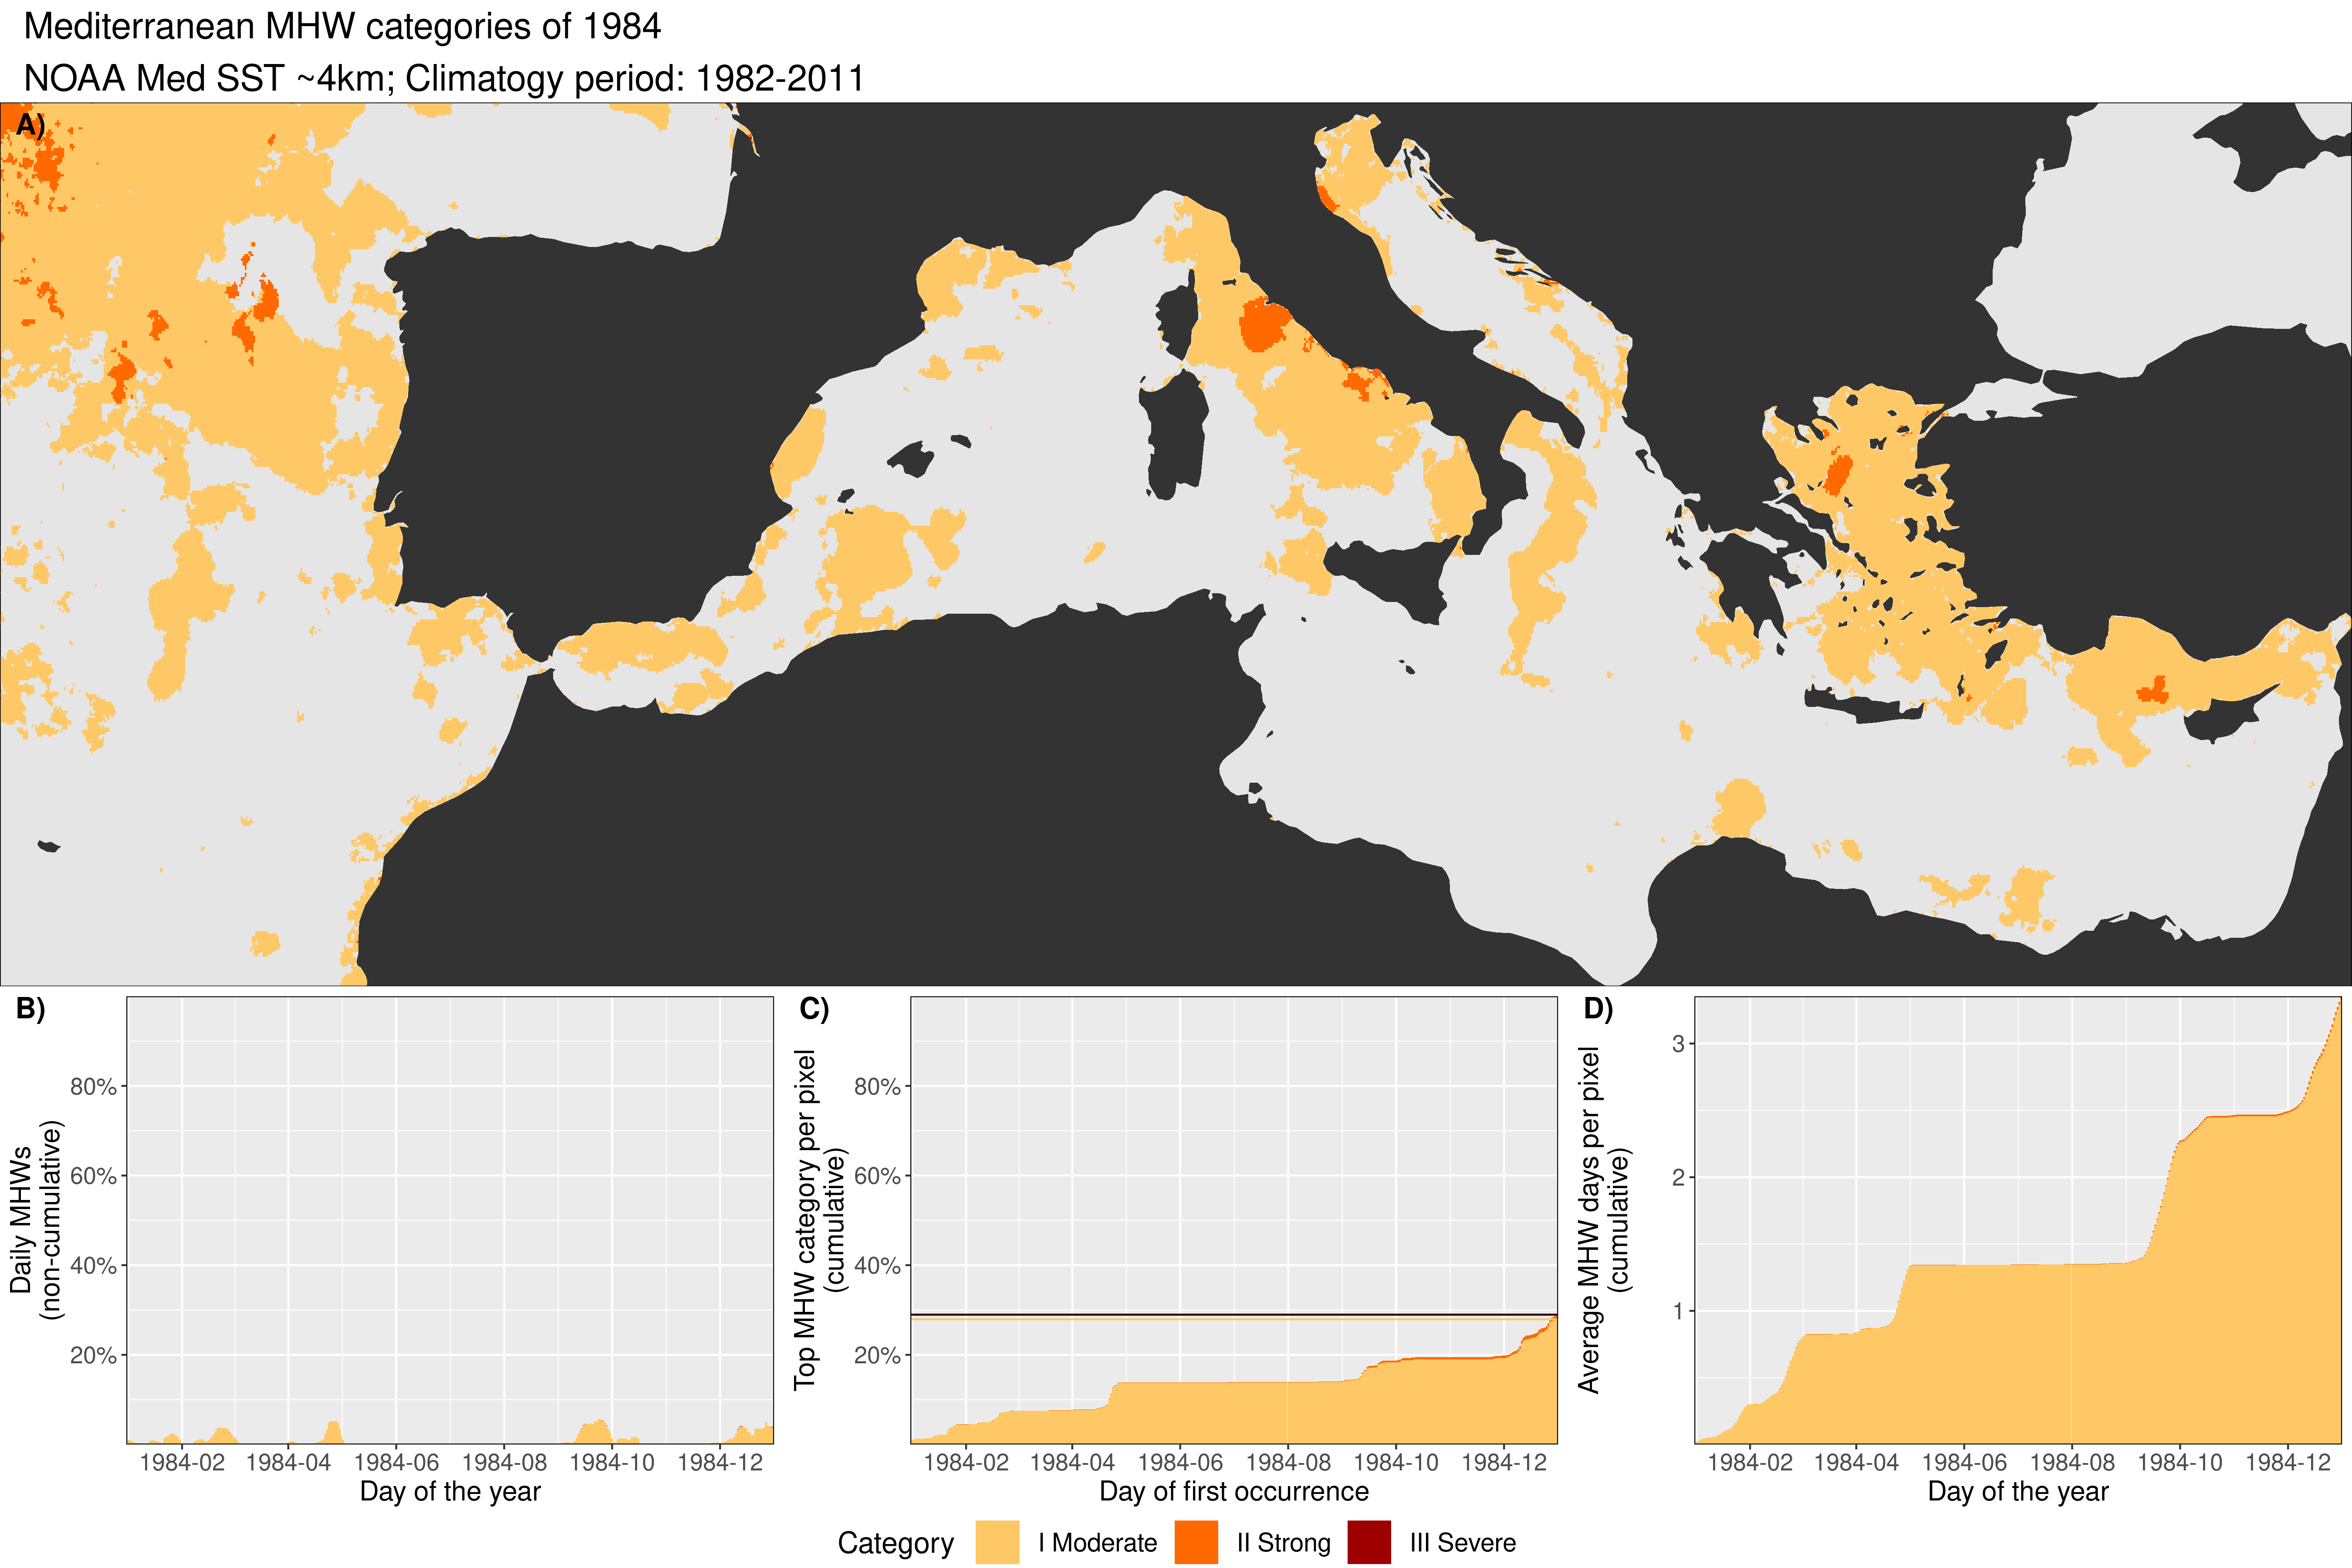 Mediterranean MHW categories of 1984
NOAA Med SST ~4km; Climatogy period: 1982-2011
A)
B)
Daily MHWs
(non-cumulative)
80%
60%
40%
20%
1984-02 1984-04 1984-06 1984-08 1984-10 1984-12
Day of the year
C)
Top MHW category per pixel
(cumulative)
80%
60%
40%
20%
1984-02 1984-04 1984-06 1984-08 1984-10 1984-12
Day of first occurrence
D)
Average MHW days per pixel
(cumulative)
3
2
1
1984-02 1984-04 1984-06 1984-08 1984-10 1984-12
Day of the year
Category I Moderate II Strong III Severe